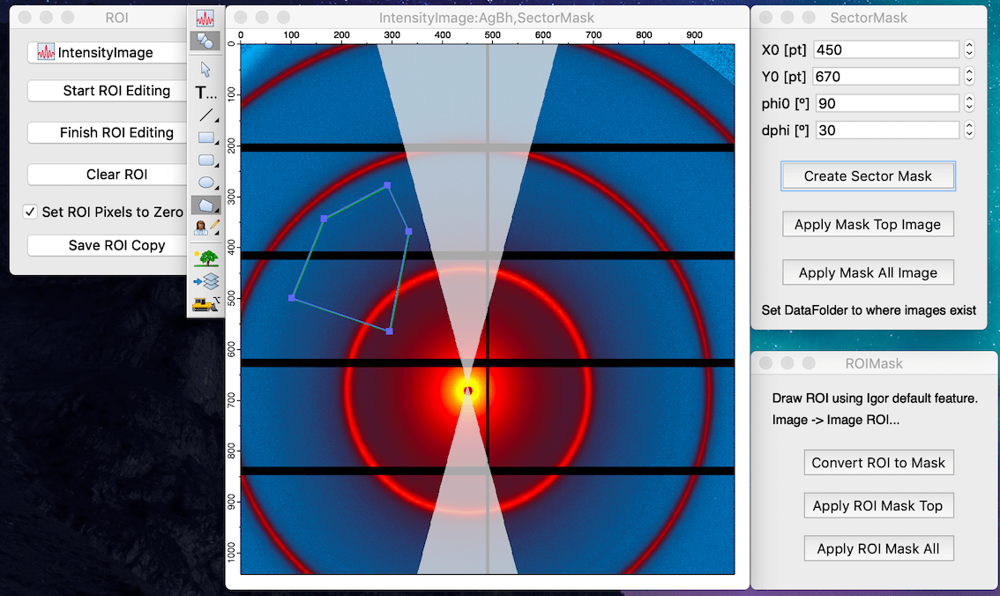 ROI
IntensityImage
Start ROI Editing
Finish ROI Editing
Clear ROI
Set ROI Pixels to Zero
Save ROI Copy
T...
IntensityImage:AgBh,SectorMask
0 100 200 300 400 500 600 700 800 900
0
100
200
300
400
500
600
700
800
900
1000
SectorMask
X0 [pt] 450
Y0 [pt] 670
phi0 [º] 90
dphi [º] 30
Create Sector Mask
Apply Mask Top Image
Apply Mask All Image
Set DataFolder to where images exist
ROIMask
Draw ROI using Igor default feature.
Image -> Image ROI...
Convert ROI to Mask
Apply ROI Mask Top
Apply ROI Mask All